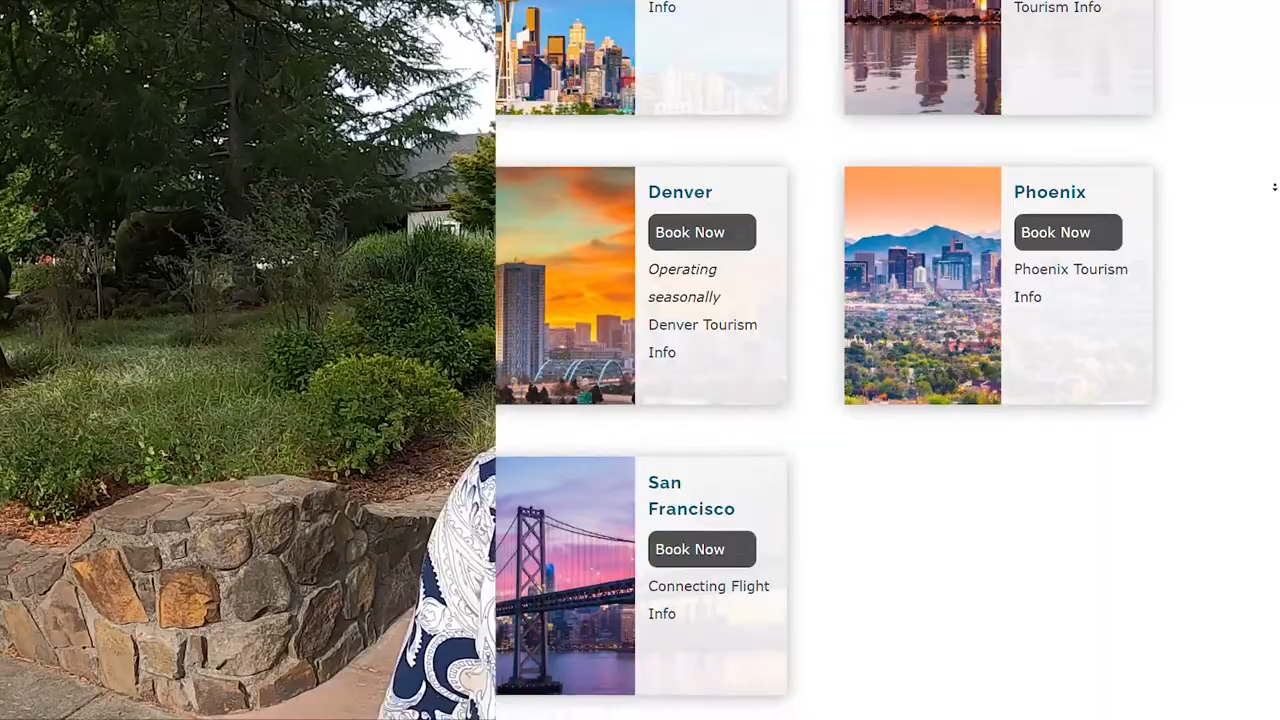 Info
Tourism Info
Denver
Book Now
Operating
seasonally
Denver Tourism
Info
Phoenix
Book Now
Phoenix Tourism
Info
San
Francisco
Book Now
Connecting Flight
Info